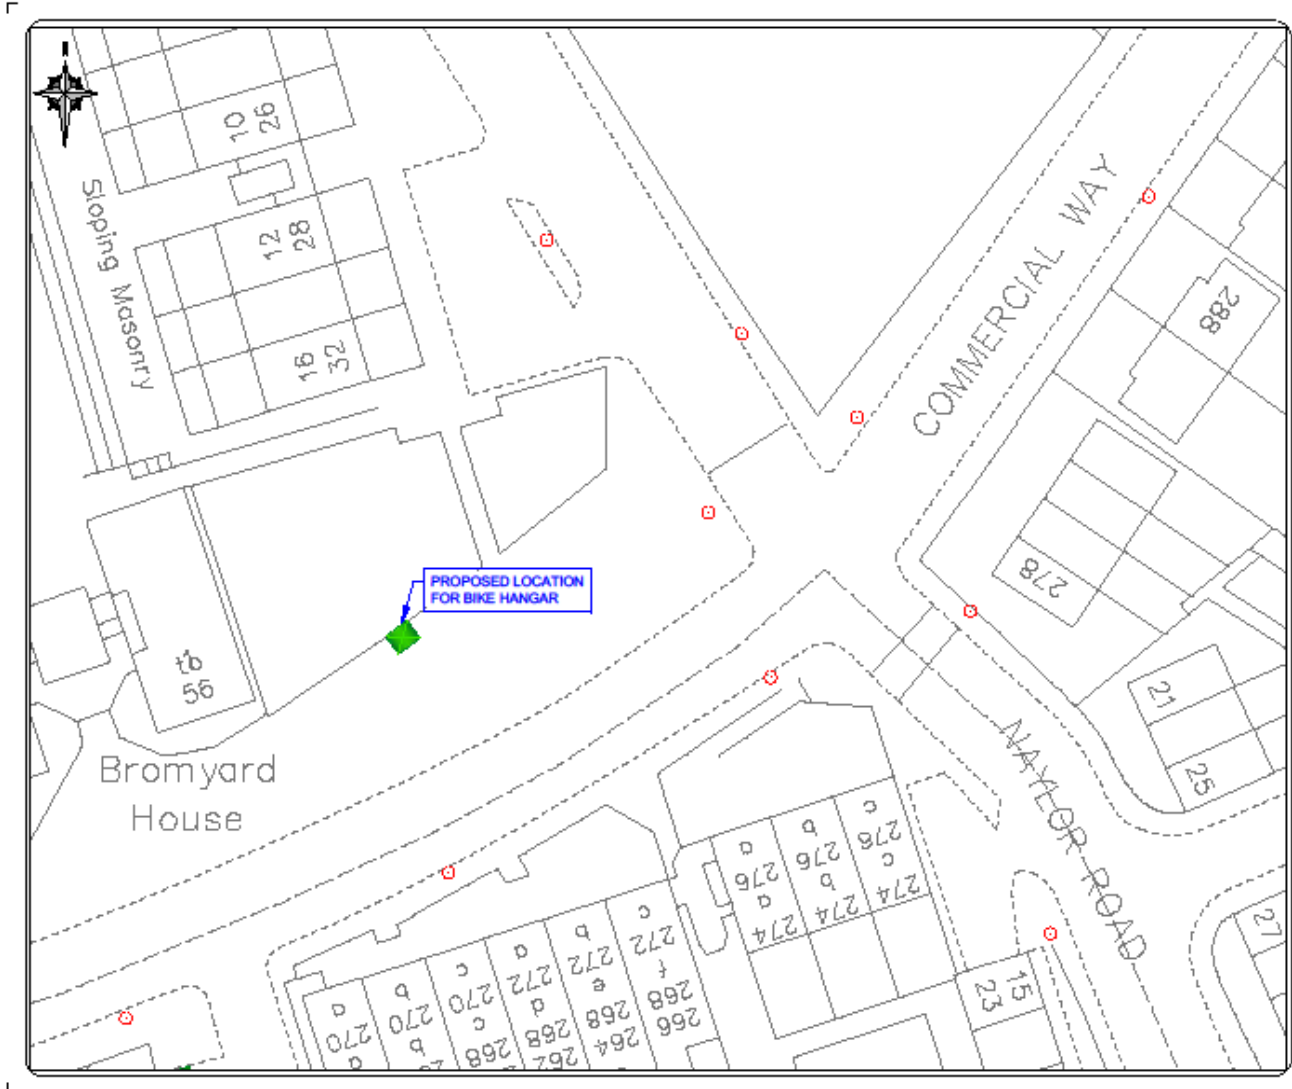 10
26
Sloping Masonry
12
28
16
32
COMMERCIAL WAY
288
278
PROPOSED LOCATION
FOR BIKE HANGAR
56
Bromyard
House
21
25
NAYLOR ROAD
27
15
23
a
276
a
274
b
276
b
274
c
276
c
274
c
272
f
268
266
b
272
e
268
264
a
272
d
268
262
c
270
c
268
b
270
b
a
270
a